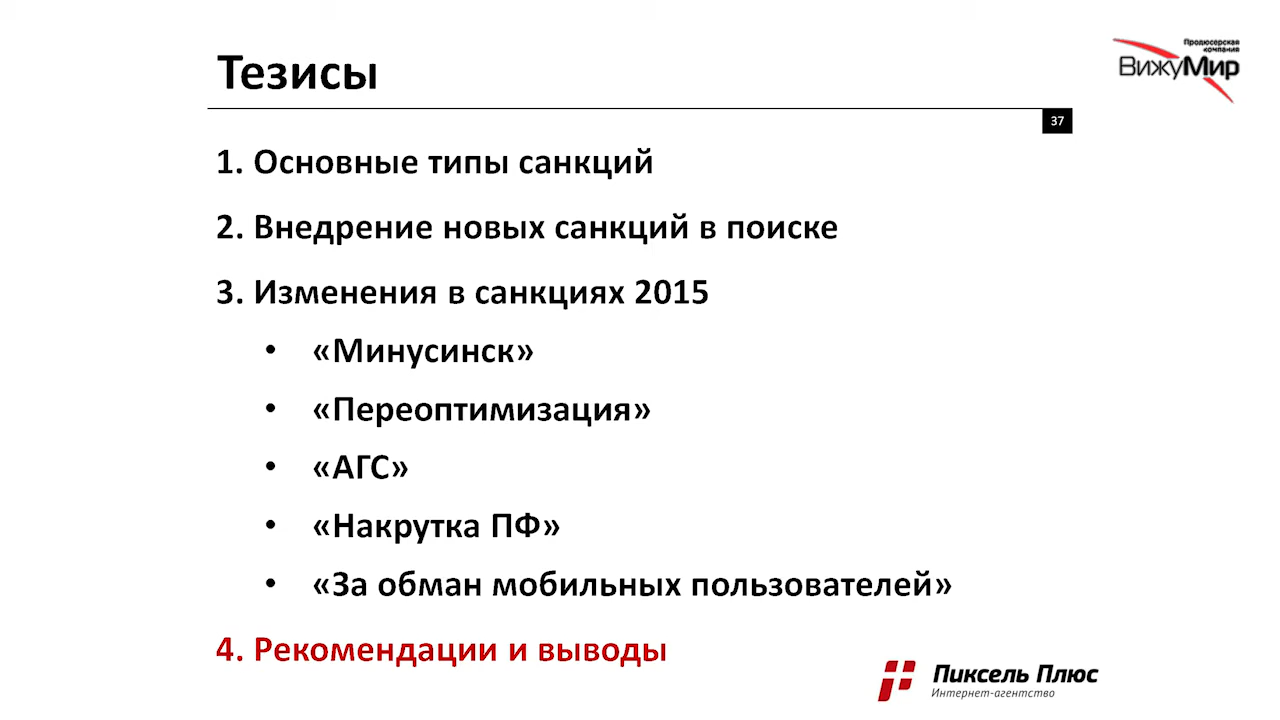 Тезисы
Продюсерская
компания
ВижуМир
37
1. Основные типы санкций
2. Внедрение новых санкций в поиске
3. Изменения в санкциях 2015
• «Минусинск»
• «Переоптимизация»
• «АГС»
• «Накрутка ПФ»
• «За обман мобильных пользователей»
4. Рекомендации и выводы
Пиксель Плюс
Интернет-агентство